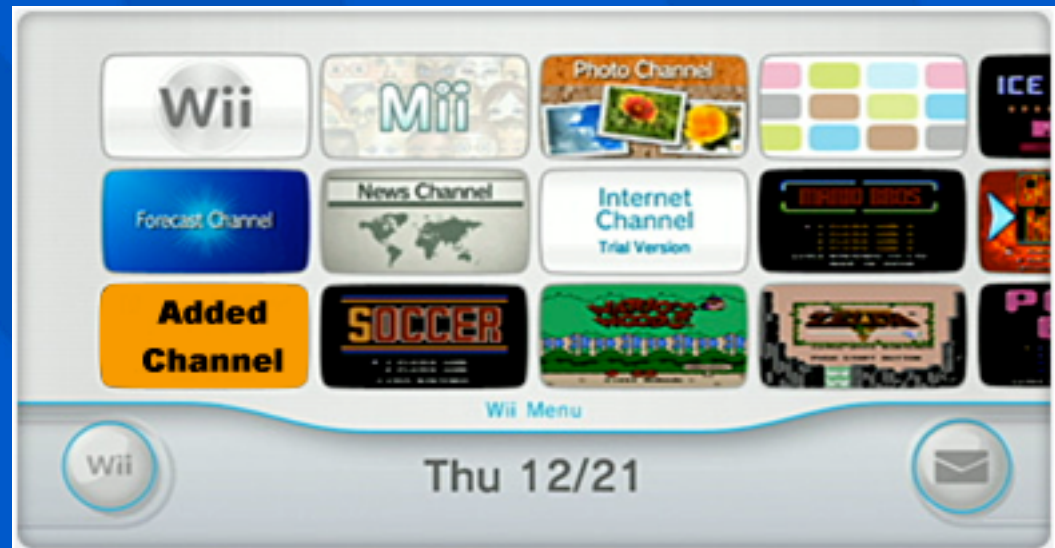 Wii
Mii
Photo Channel
ICE
Forecast Channel
News Channel
Internet
Channel
Trial Version
MARIO BROS.
Added
Channel
SOCCER
ZELDA
Wii Menu
Wii
Thu 12/21